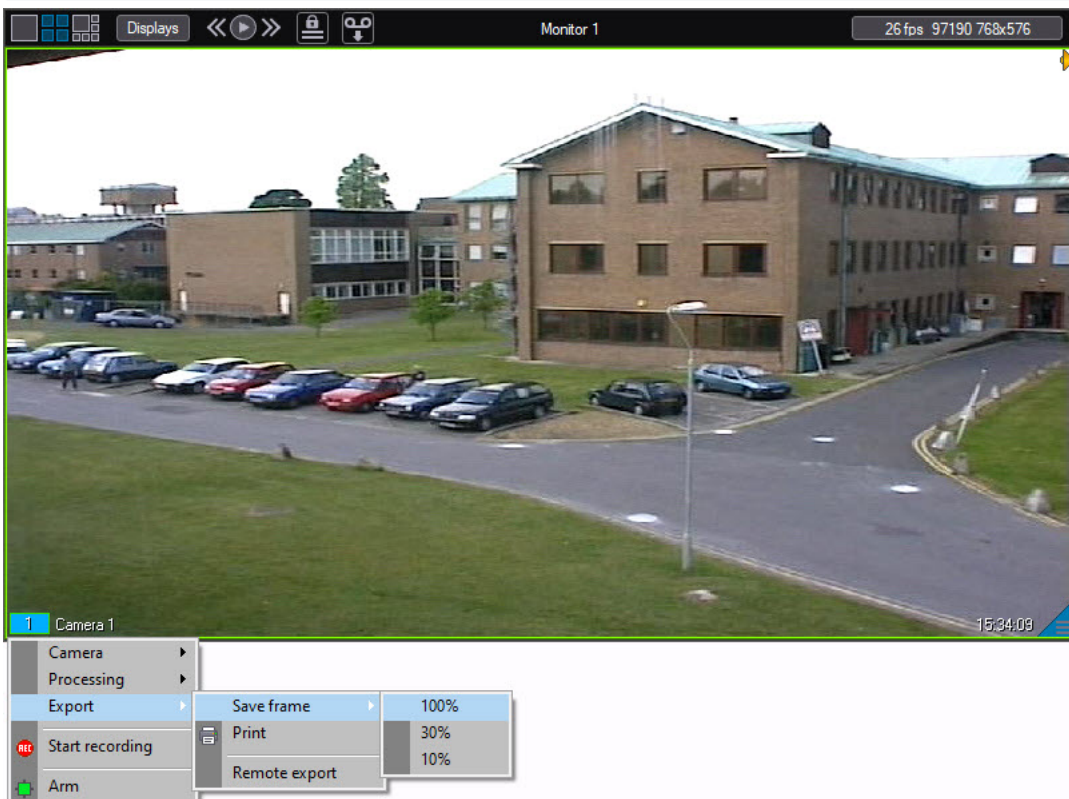 Displays
Monitor 1
26 fps 97190 768x576
1 Camera 1
15:34:09
Camera
Processing
Export
Start recording
Arm
Save frame
Print
Remote export
100%
30%
10%
REC